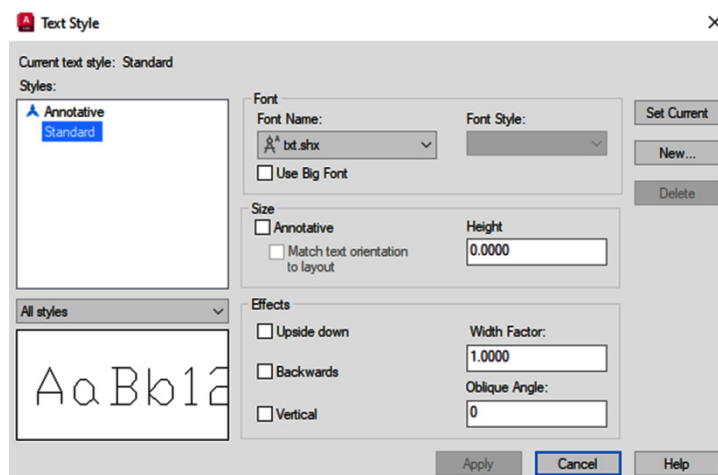 Text Style
Current text style: Standard
Styles:
Annotative
Standard
All styles
AaBb12
Font
Font Name:
txt.shx
Use Big Font
Font Style:
Size
Annotative
Match text orientation
to layout
Height
0.0000
Effects
Upside down
Backwards
Vertical
Width Factor:
1.0000
Oblique Angle:
0
Set Current
New...
Delete
Apply
Cancel
Help